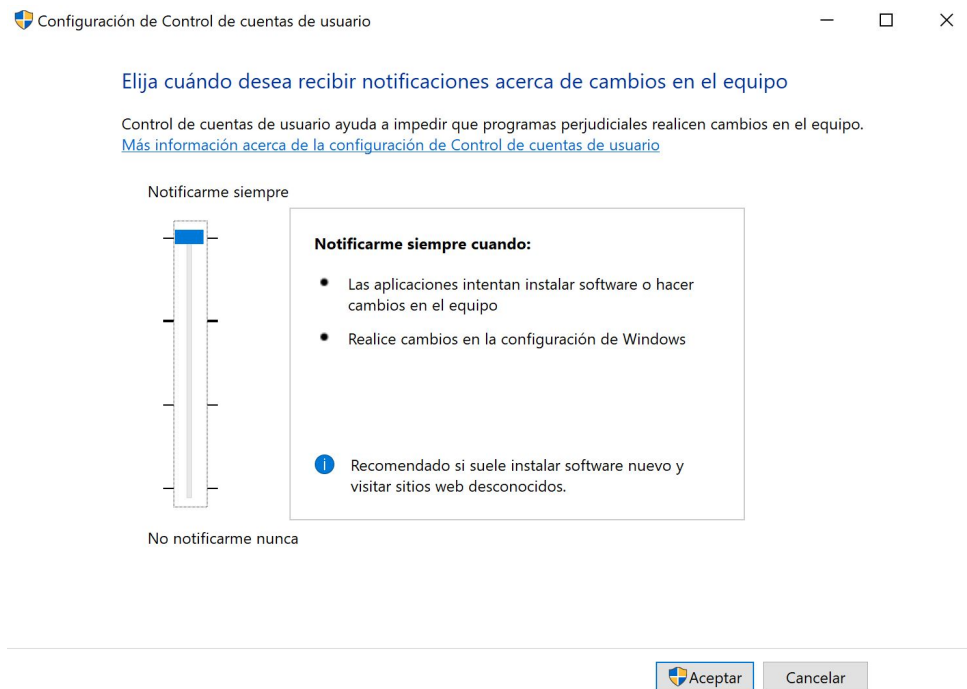 Configuración de Control de cuentas de usuario
Elija cuándo desea recibir notificaciones acerca de cambios en el equipo
Control de cuentas de usuario ayuda a impedir que programas perjudiciales realicen cambios en el equipo.
Más información acerca de la configuración de Control de cuentas de usuario
Notificarme siempre
Notificarme siempre cuando:
Las aplicaciones intentan instalar software o hacer
cambios en el equipo
Realice cambios en la configuración de Windows
Recomendado si suele instalar software nuevo y
visitar sitios web desconocidos.
No notificarme nunca
Aceptar
Cancelar